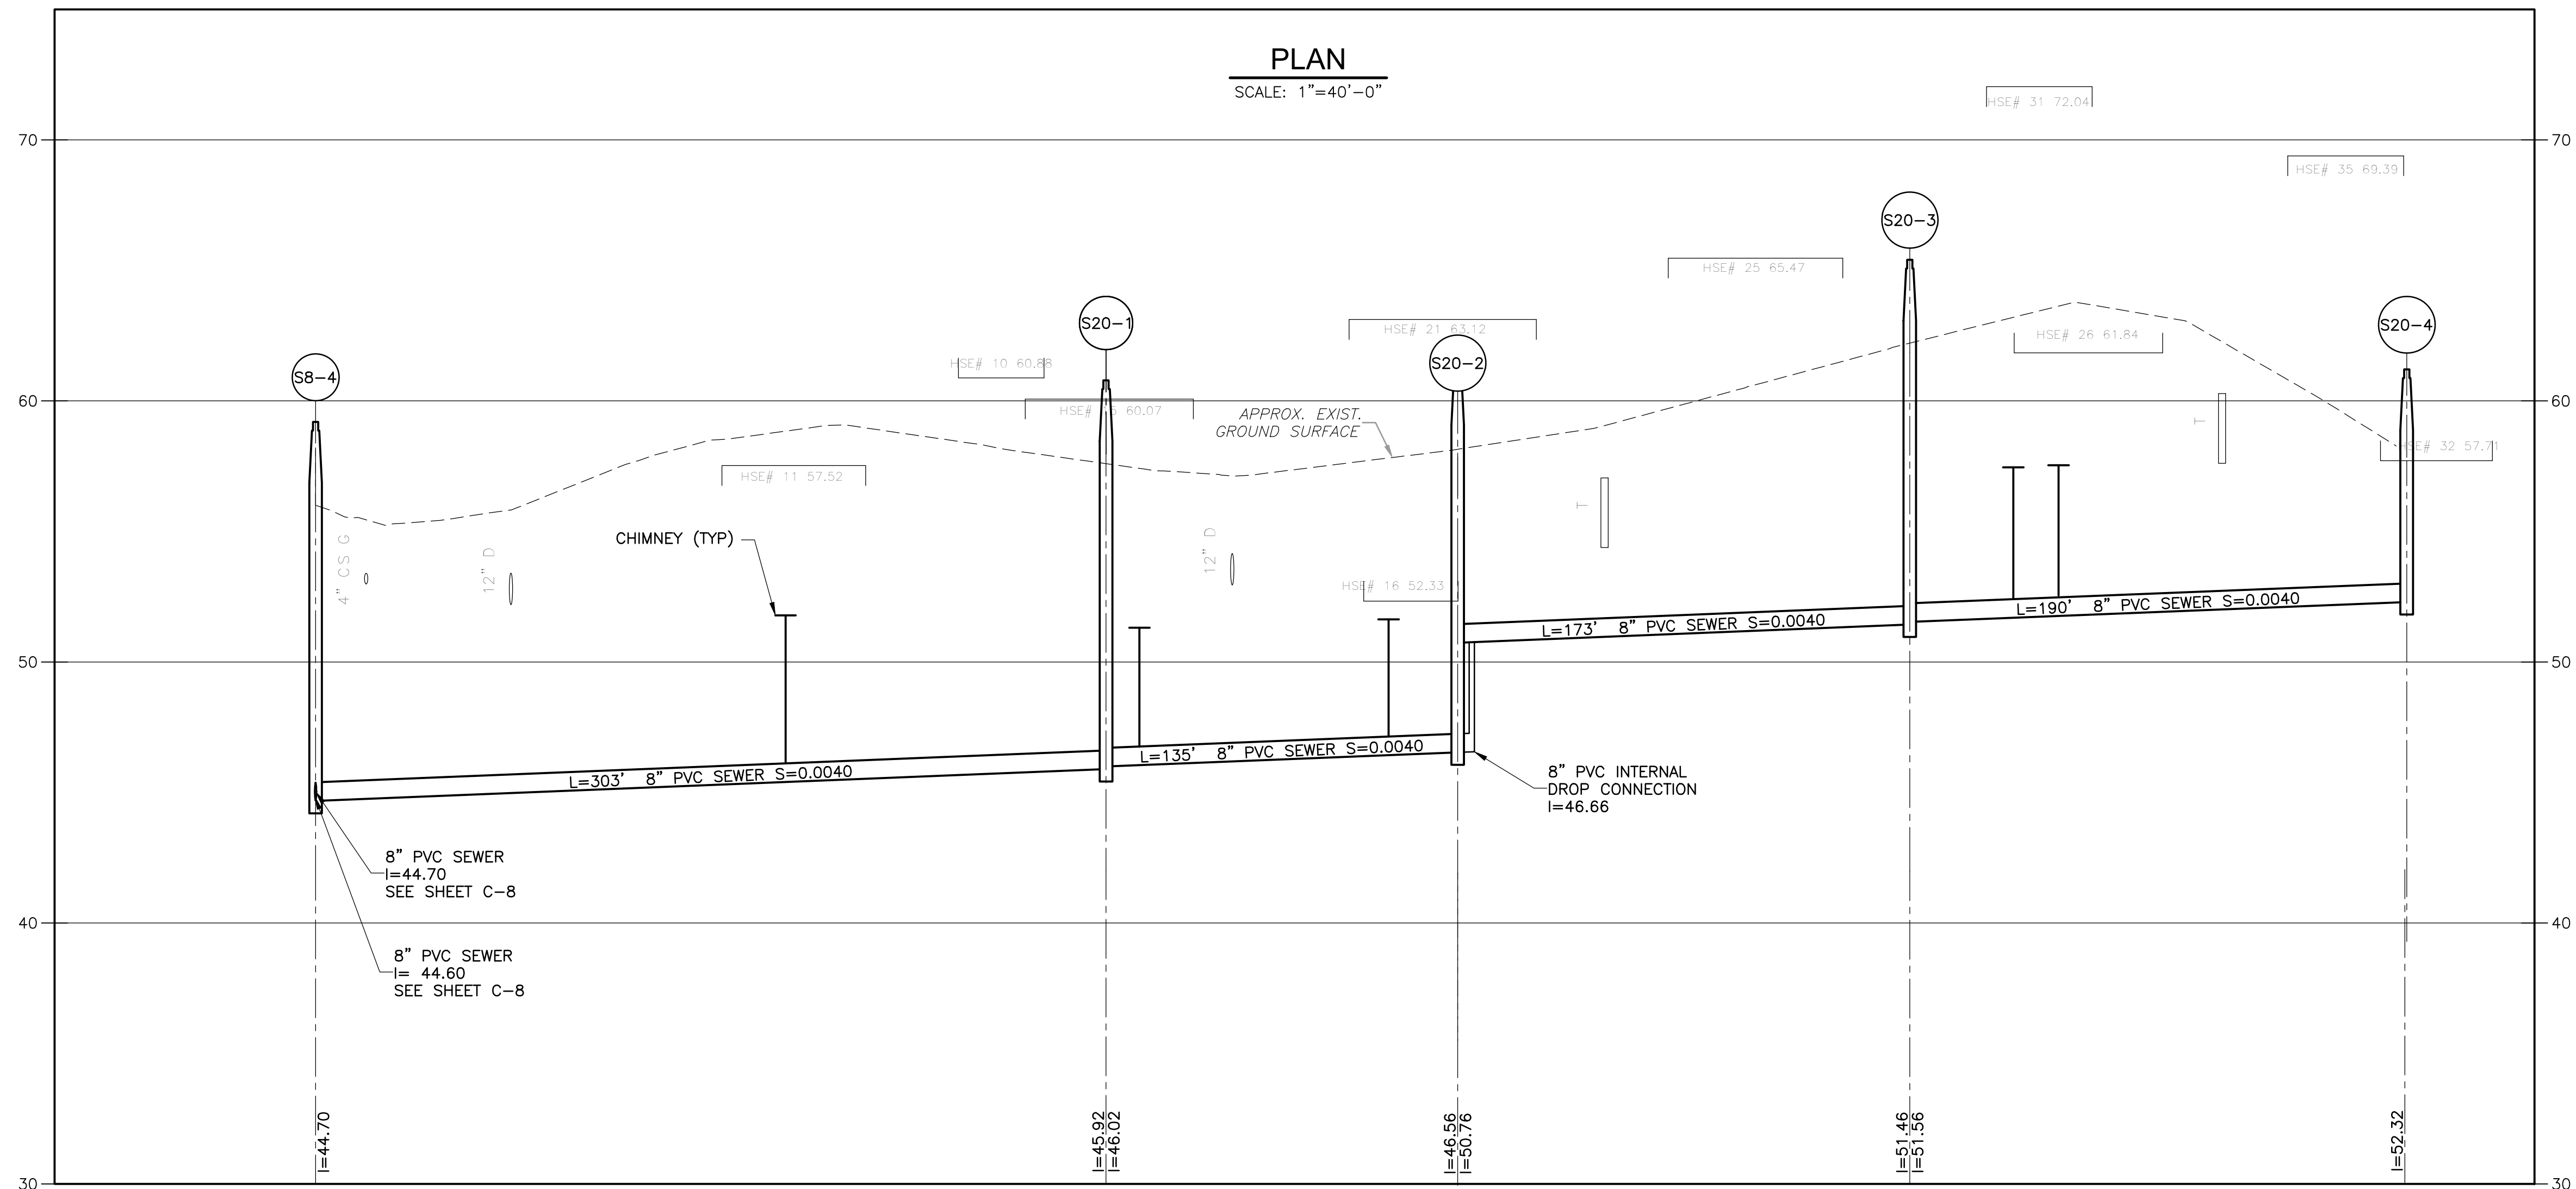 PLAN
SCALE: 1"=40'-0"
HSE# 31 72.04
70
70
HSE# 35 69.39
S20-3
HSE# 25 65.47
S20-1
HSE# 21 63.12
S20-4
HSE# 26 61.84
S20-2
HSE# 10 60.88
S8-4
60
60
HSE# 60.07
APPROX. EXIST.
GROUND SURFACE
T
HSE# 32 57.71
HSE# 11 57.52
T
CHIMNEY (TYP)
4" CS G
12" D
12" D
HSE# 16 52.33
L=190' 8" PVC SEWER S=0.0040
L=173' 8" PVC SEWER S=0.0040
50
50
L=135' 8" PVC SEWER S=0.0040
L=303' 8" PVC SEWER S=0.0040
8" PVC INTERNAL
DROP CONNECTION
I=46.66
8" PVC SEWER
I=44.70
SEE SHEET C-8
40
40
8" PVC SEWER
I= 44.60
SEE SHEET C-8
I=44.70
I=45.92
I=46.02
I=46.56
I=50.76
I=51.46
I=51.56
I=52.32
30
30